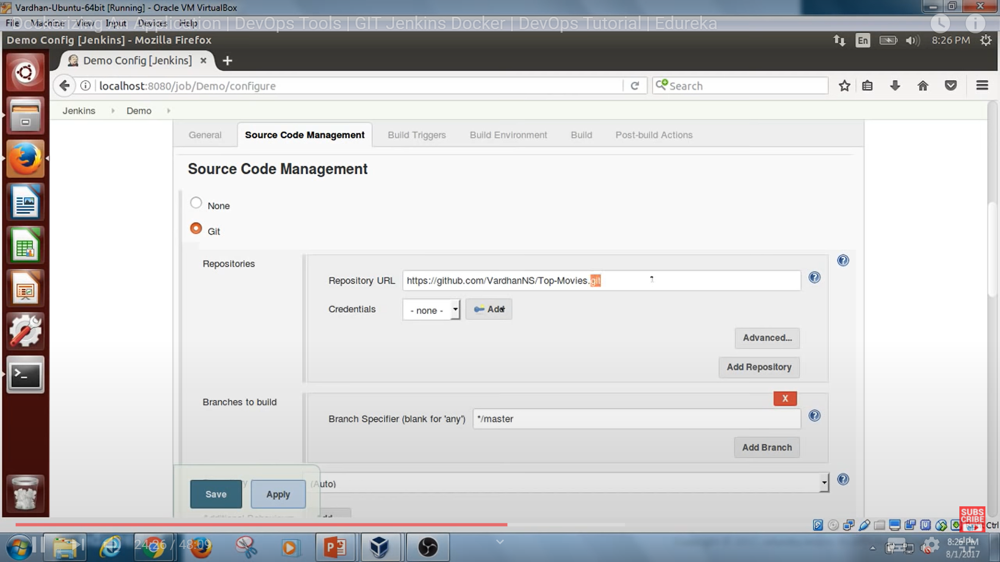 Vardhan-Ubuntu-64bit [Running] - Oracle VM VirtualBox
File Machine View Input Devices Help
Dockerizing An Application | DevOps Tools | GIT Jenkins Docker | DevOps Tutorial | Edureka
Demo Config [Jenkins] - Mozilla Firefox
En
8:26 PM
Demo Config [Jenkins]
localhost:8080/job/Demo/configure
Search
Jenkins
Demo
General
Source Code Management
Build Triggers
Build Environment
Build
Post-build Actions
Source Code Management
None
Git
Repositories
Repository URL
https://github.com/VardhanNS/Top-Movies.git
Credentials
- none -
Add
Advanced...
Add Repository
Branches to build
X
Branch Specifier (blank for 'any')
*/master
Add Branch
(Auto)
Save
Apply
SUBS
CRIBE
Ctrl
24:26 / 48:09
8:26 PM
8/1/2017